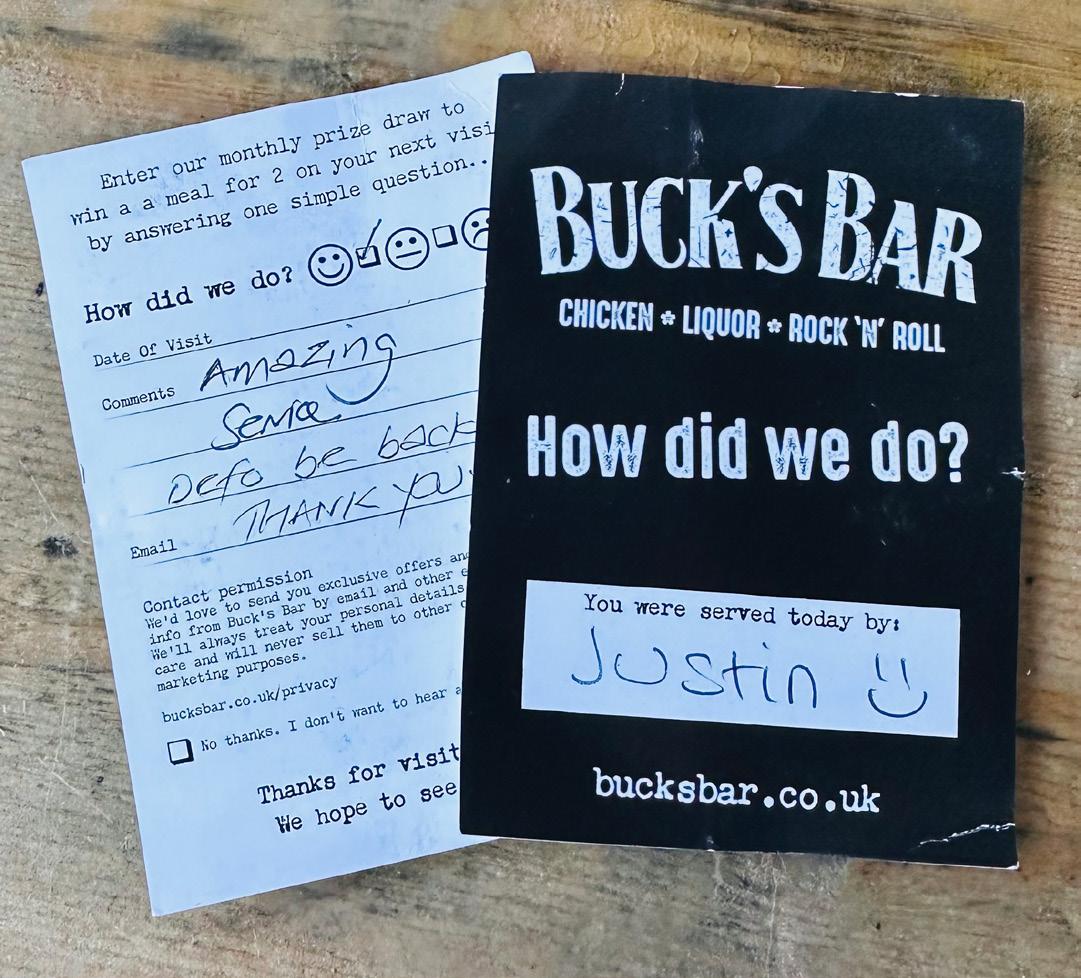 Enter our monthly prize draw to
win a a meal for 2 on your next visi
by answering one simple question..
How did we do?
Date Of Visit
Comments Amazing
Service
Defo be back
THANK YOU
Email
Contact permission
We'd love to send you exclusive offers and
info from Buck's Bar by email and other
We'll always treat your personal details
care and will never sell them to other
marketing purposes.
bucksbar.co.uk/privacy
No thanks. I don't want to hear
Thanks for visit
We hope to see
BUCK'S BAR
CHICKEN * LIQUOR * ROCK 'N' ROLL
How did we do?
You were served today by:
Justin
bucksbar.co.uk